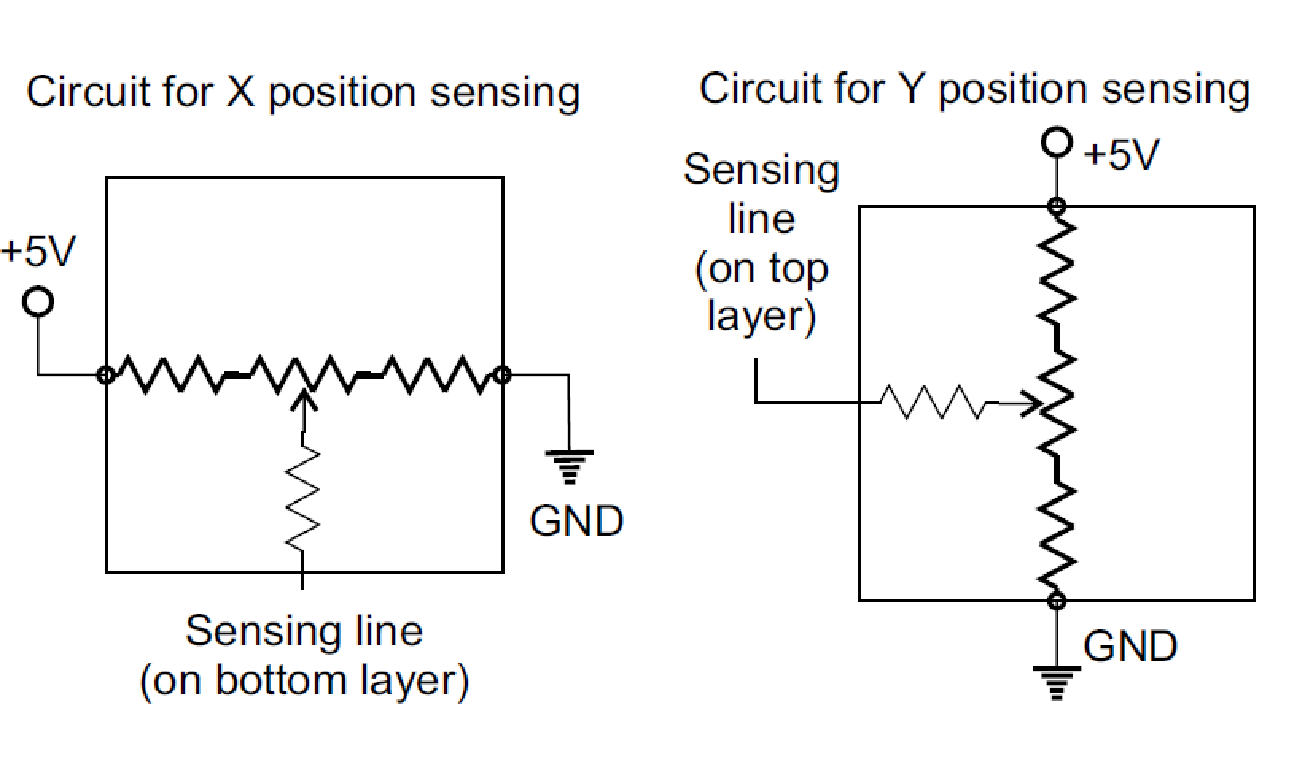 Circuit for X position sensing
+5V
GND
Sensing line
(on bottom layer)
Circuit for Y position sensing
+5V
Sensing
line
(on top
layer)
GND